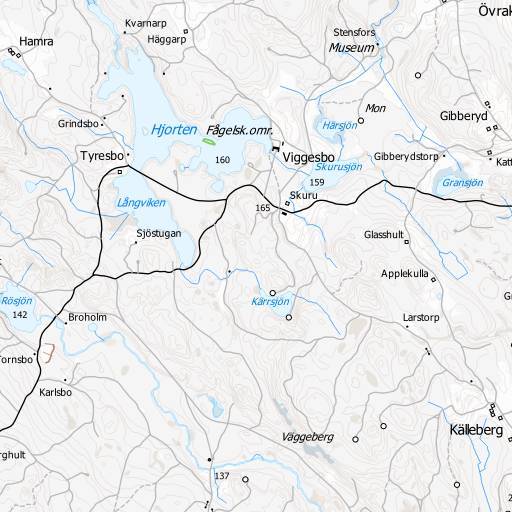 Övrak
Kvarnarp
Stensfors
Hamra
Häggarp
Museum
Mon
Gibberyd
Grindsbo
Hjorten
Fågelsk.omr.
Härsjön
Tyresbo
160
Viggesbo
Gibberydstorp
Katt
Skurusjön
159
Gransjön
Långviken
Skuru
165
Sjöstugan
Glasshult
Applekulla
Rösjön
Kärrsjön
Gr
142
Broholm
Larstorp
Tornsbo
Karlsbo
Väggeberg
Källeberg
rghult
137
2